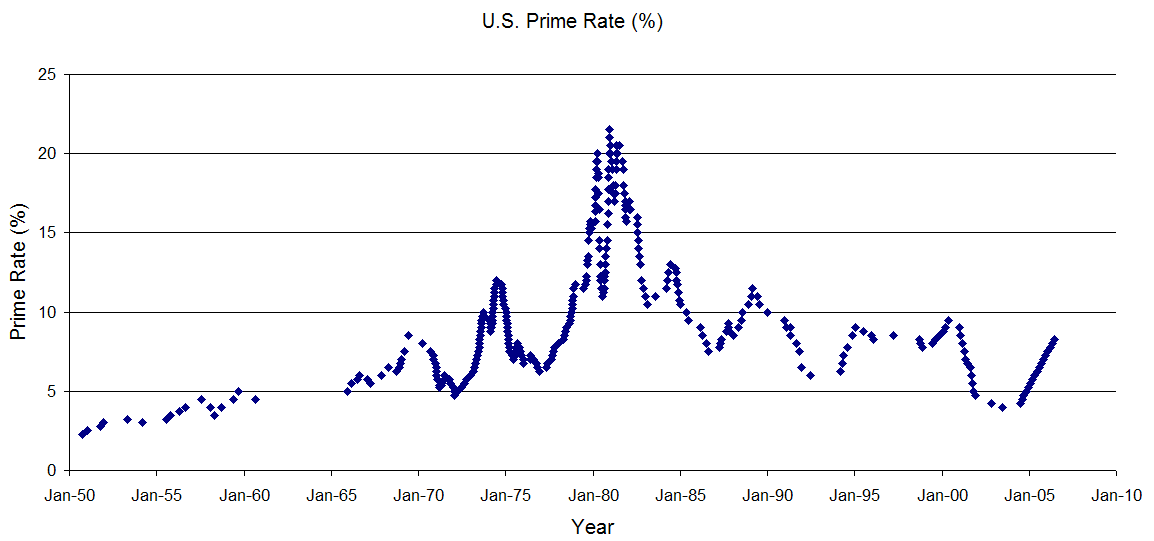 U.S. Prime Rate (%)
25
20
15
10
5
0
Prime Rate (%)
Jan-50 Jan-55 Jan-60 Jan-65 Jan-70 Jan-75 Jan-80 Jan-85 Jan-90 Jan-95 Jan-00 Jan-05 Jan-10
Year